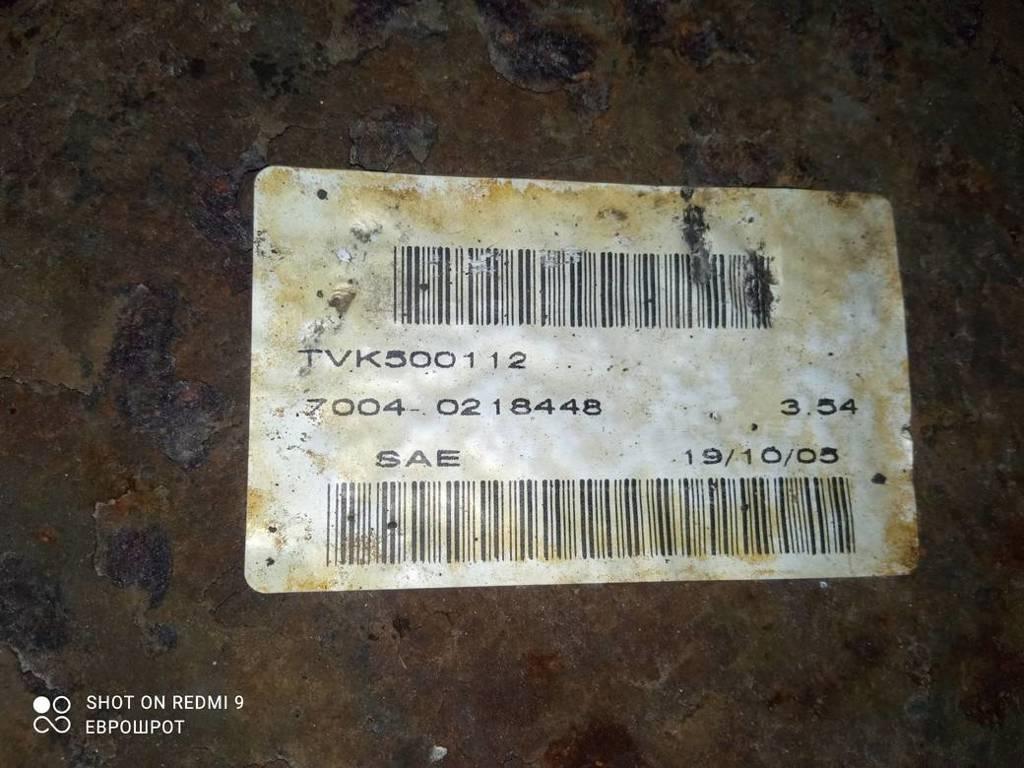 TVK500112
7004 0218448 3.54
SAE 19/10/05
SHOT ON REDMI 9
ЕВРОШРОТ